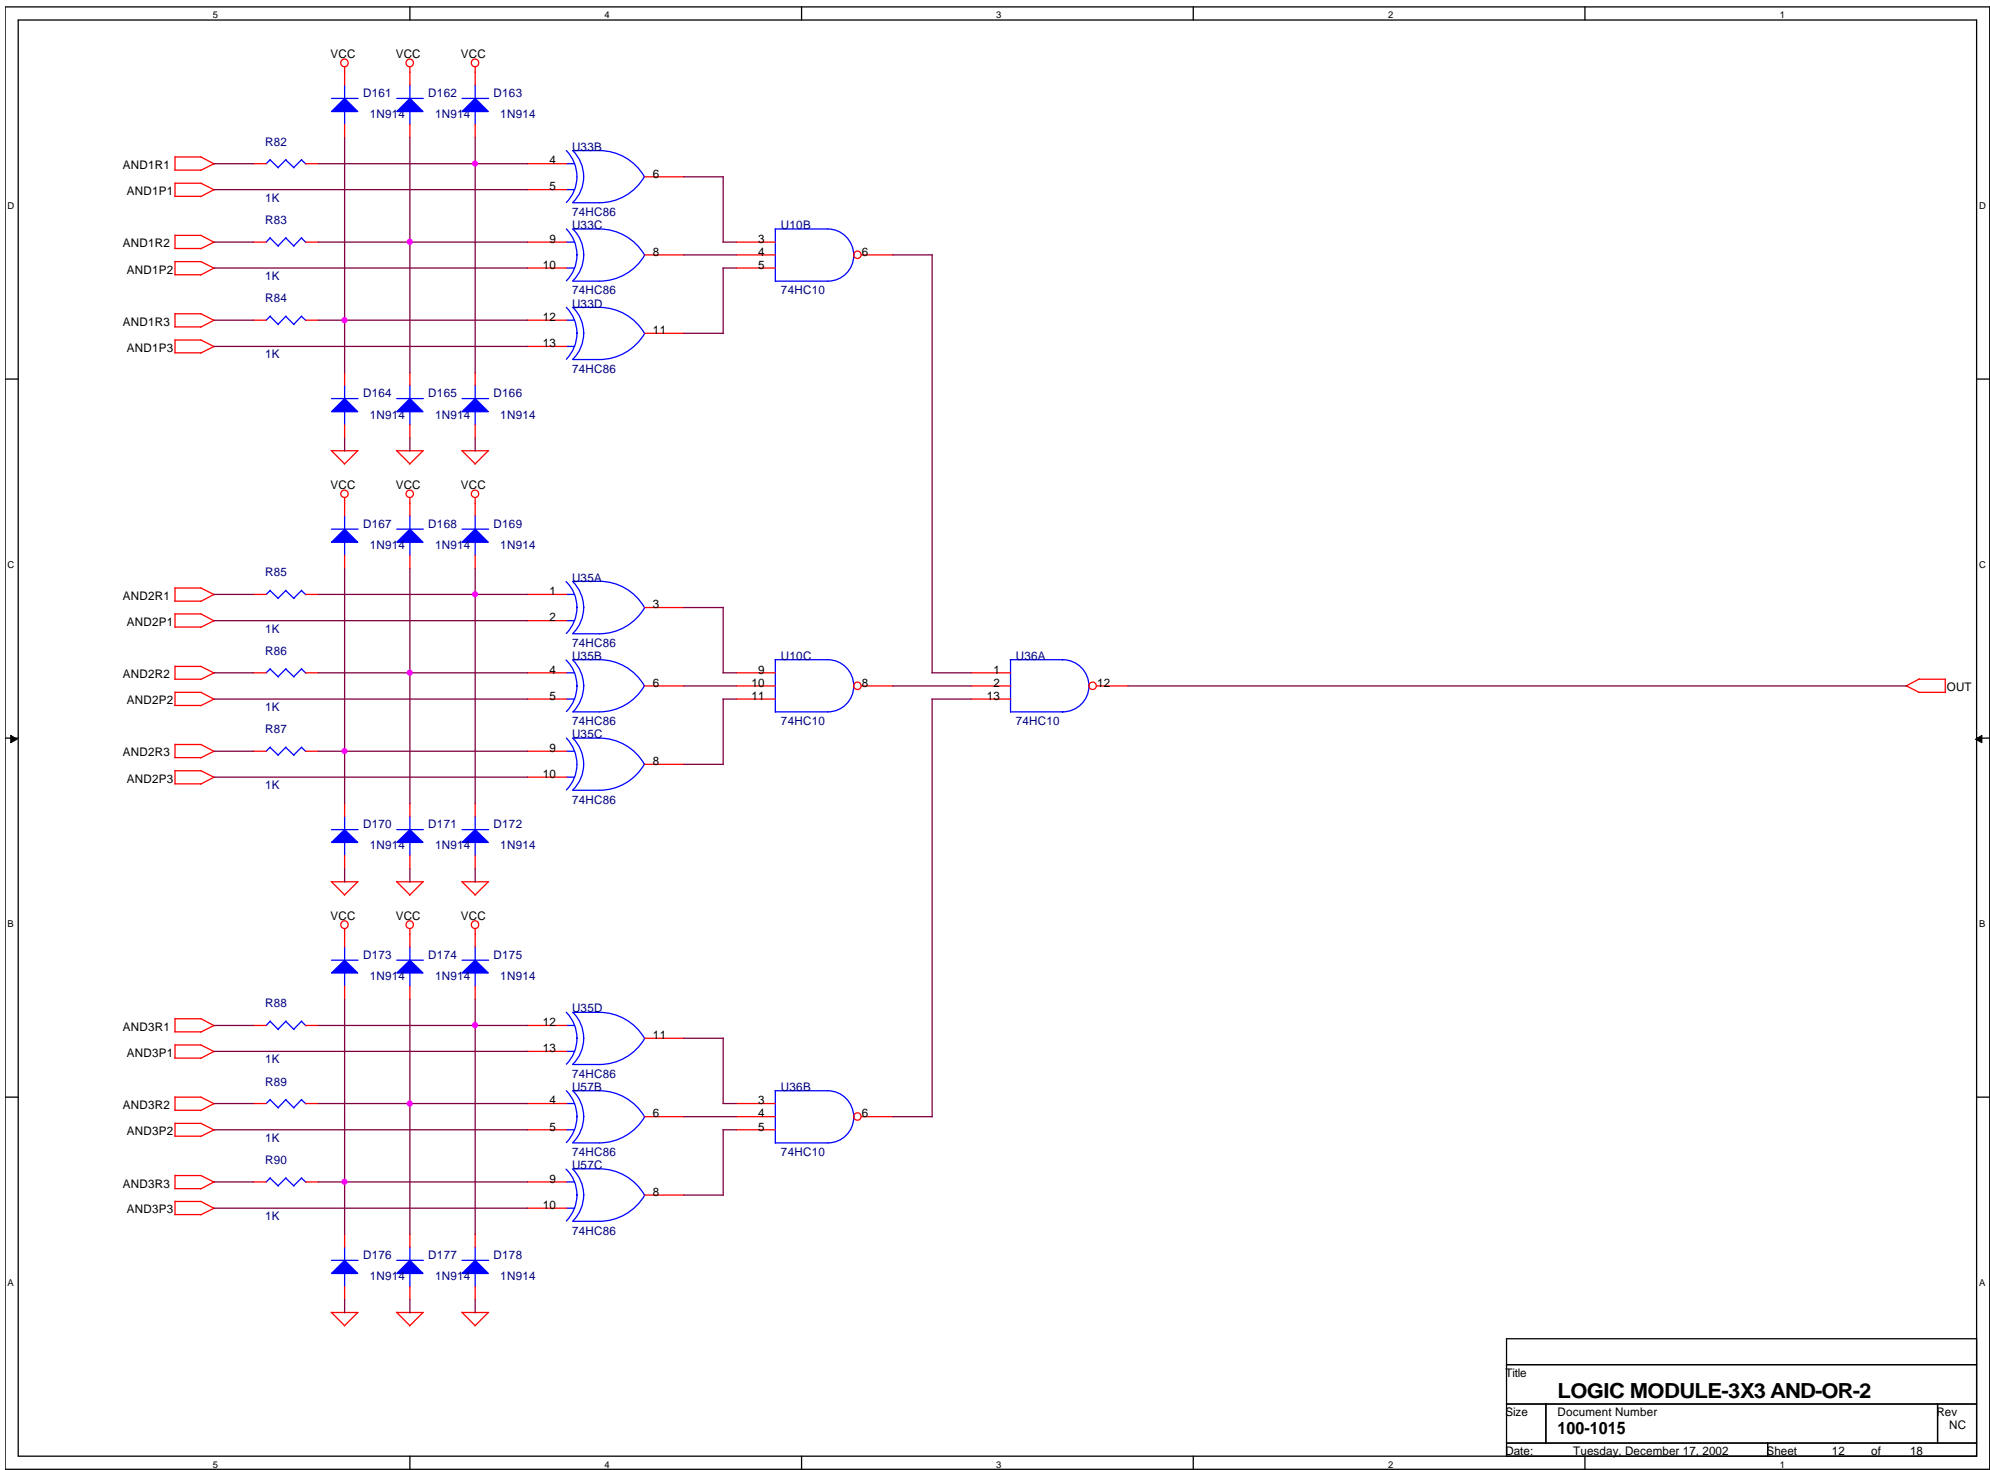 5 4 3 2 1
VCC VCC VCC
D161 D162 D163
1N914 1N914 1N914
R82
AND1R1 4 U33B 6
AND1P1 5
1K 74HC86
R83 U33C U10B
AND1R2 9 8 3 6
4
AND1P2 10 5
1K 74HC86 74HC10
R84 U33D
AND1R3 12 11
AND1P3 13
1K 74HC86
D164 D165 D166
1N914 1N914 1N914
VCC VCC VCC
D167 D168 D169
1N914 1N914 1N914
R85 U35A
AND2R1 1 3
AND2P1 2
1K 74HC86
R86 U35B U10C U36A
AND2R2 4 6 9 8 1 12
10 2 OUT
AND2P2 5 11 13
1K 74HC86 74HC10 74HC10
R87 U35C
AND2R3 9 8
AND2P3 10
1K 74HC86
D170 D171 D172
1N914 1N914 1N914
VCC VCC VCC
D173 D174 D175
1N914 1N914 1N914
R88 U35D
AND3R1 12 11
AND3P1 13
1K 74HC86
R89 U57B U36B
AND3R2 4 6 3 6
4
AND3P2 5 5
1K 74HC86 74HC10
R90 U57C
AND3R3 9 8
AND3P3 10
1K 74HC86
D176 D177 D178
1N914 1N914 1N914
D D
C C
B B
A A
Title
LOGIC MODULE-3X3 AND-OR-2
Size Document Number Rev
100-1015 NC
Date: Tuesday, December 17, 2002 Sheet 12 of 18
5 4 3 2 1